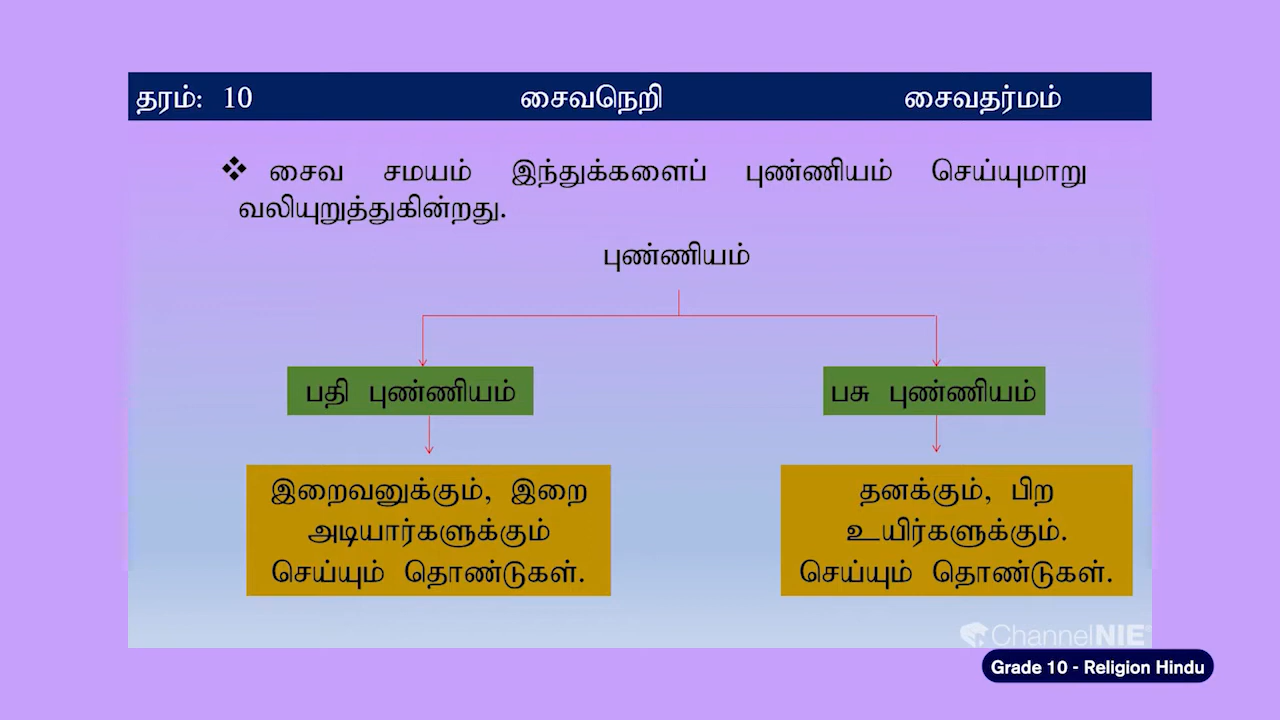 தரம்: 10 சைவநெறி சைவதர்மம்
❖ சைவ சமயம் இந்துக்களைப் புண்ணியம் செய்யுமாறு
வலியுறுத்துகின்றது.
புண்ணியம்
பதி புண்ணியம்
பசு புண்ணியம்
இறைவனுக்கும், இறை
அடியார்களுக்கும்
செய்யும் தொண்டுகள்.
தனக்கும், பிற
உயிர்களுக்கும்.
செய்யும் தொண்டுகள்.
ChannelNIE
Grade 10 - Religion Hindu